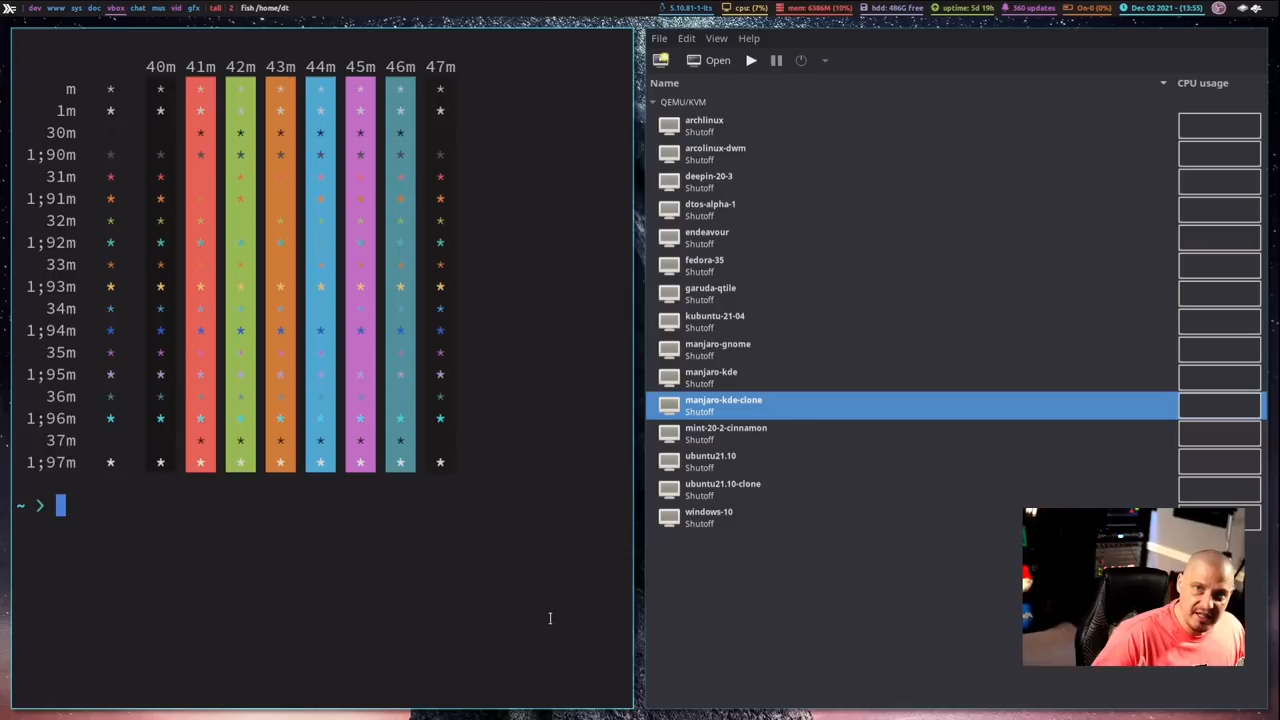 dev www sys doc vbox chat mus vid gfx | tall | 2 | fish /home/dt
5.10.81-1-lts cpu: (7%) mem: 6386M (10%) hdd: 486G free uptime: 5d 19h 360 updates On-0 (0%) Dec 02 2021 - (13:55)
40m 41m 42m 43m 44m 45m 46m 47m
m * * * * * * * * *
1m * * * * * * * * *
30m * * * * * *
1;90m * * * * * * * * *
31m * * * * * * * *
1;91m * * * * * * * *
32m * * * * * * * *
1;92m * * * * * * * * *
33m * * * * * * * *
1;93m * * * * * * * * *
34m * * * * * * * *
1;94m * * * * * * * * *
35m * * * * * * * *
1;95m * * * * * * * * *
36m * * * * * * * *
1;96m * * * * * * * * *
37m * * * * * *
1;97m * * * * * * * * *
~ >
File Edit View Help
Open
Name CPU usage
QEMU/KVM
archlinux
Shutoff
arcolinux-dwm
Shutoff
deepin-20-3
Shutoff
dtos-alpha-1
Shutoff
endeavour
Shutoff
fedora-35
Shutoff
garuda-qtile
Shutoff
kubuntu-21-04
Shutoff
manjaro-gnome
Shutoff
manjaro-kde
Shutoff
manjaro-kde-clone
Shutoff
mint-20-2-cinnamon
Shutoff
ubuntu21.10
Shutoff
ubuntu21.10-clone
Shutoff
windows-10
Shutoff